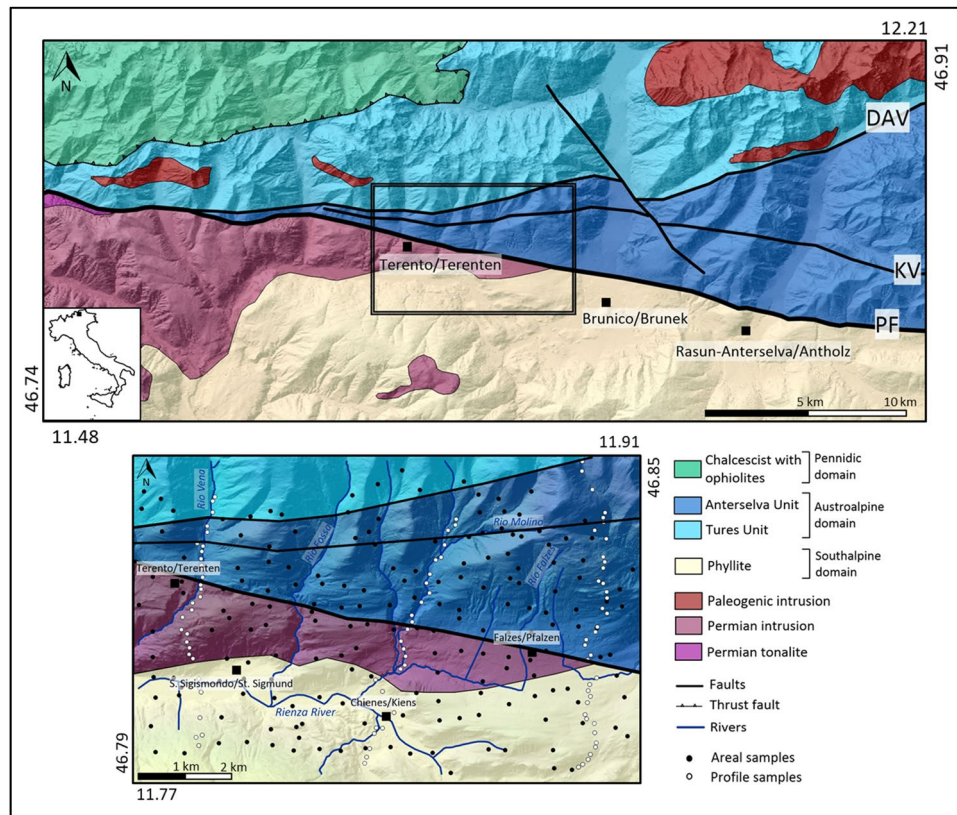 12.21
46.91
N
DAV
Terento/Terenten
KV
Brunico/Brunek
PF
Rasun-Anterselva/Antholz
46.74
5 km
10 km
11.48
11.91
46.85
N
Rio Vena
Rio Fossa
Rio Molino
Rio Falzes
Terento/Terenten
Falzes/Pfalzen
S. Sigismondo/St. Sigmund
Chienes/Kiens
Rienza River
46.79
1 km
2 km
11.77
Chalcescist with
ophiolites
Pennidic
domain
Anterselva Unit
Tures Unit
Austroalpine
domain
Phyllite
Southalpine
domain
Paleogenic intrusion
Permian intrusion
Permian tonalite
Faults
Thrust fault
Rivers
Areal samples
Profile samples